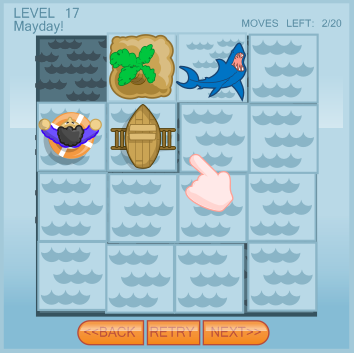 LEVEL 17
Mayday!
MOVES LEFT: 2/20
<<BACK RETRY NEXT>>